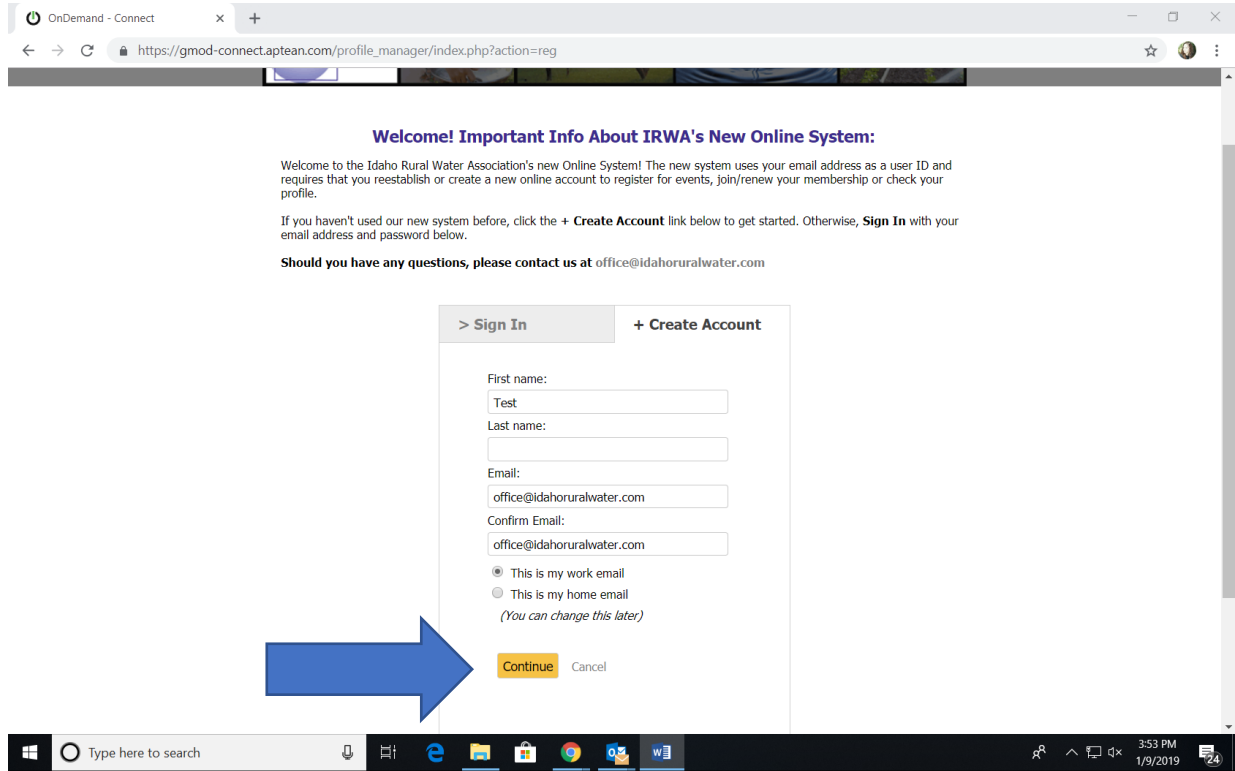 OnDemand - Connect
https://gmod-connect.aptean.com/profile_manager/index.php?action=reg
Welcome! Important Info About IRWA's New Online System:
Welcome to the Idaho Rural Water Association's new Online System! The new system uses your email address as a user ID and
requires that you reestablish or create a new online account to register for events, join/renew your membership or check your
profile.
If you haven't used our new system before, click the + Create Account link below to get started. Otherwise, Sign In with your
email address and password below.
Should you have any questions, please contact us at office@idahoruralwater.com
> Sign In
+ Create Account
First name:
Test
Last name:
Email:
office@idahoruralwater.com
Confirm Email:
office@idahoruralwater.com
This is my work email
This is my home email
(You can change this later)
Continue Cancel
Type here to search
3:53 PM
1/9/2019
24